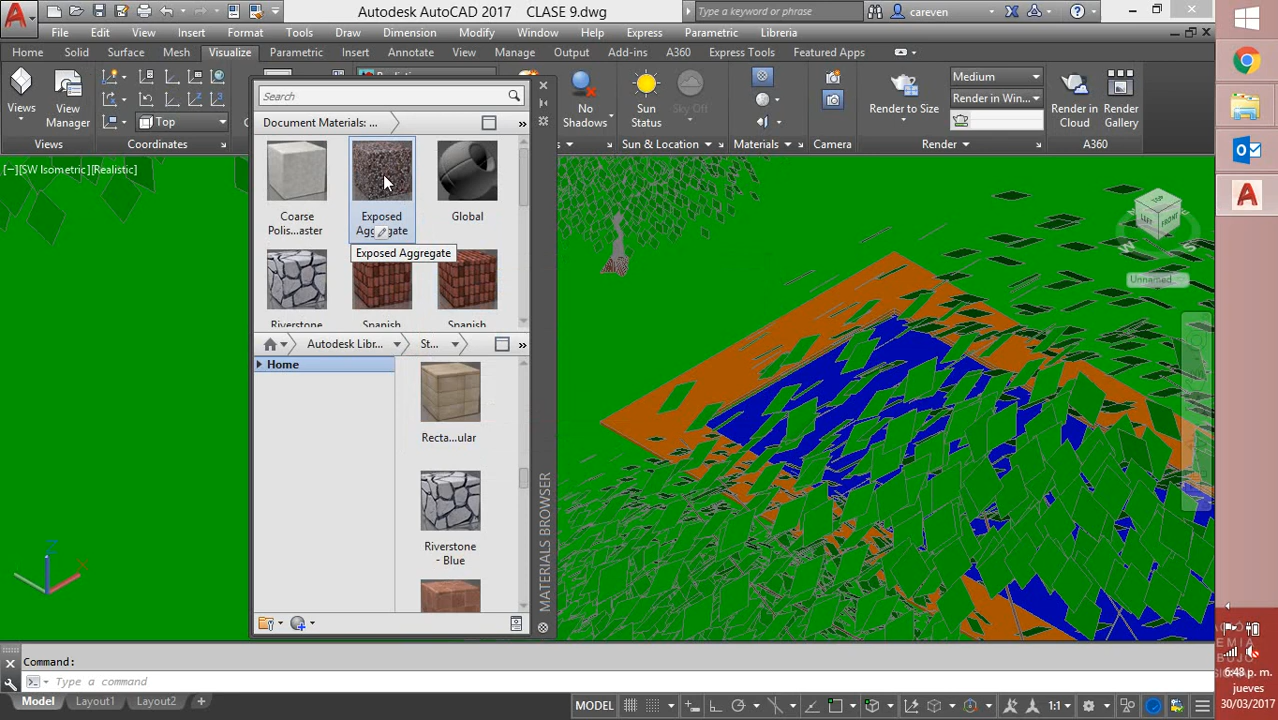 Autodesk AutoCAD 2017 CLASE 9.dwg
Type a keyword or phrase
careven
File Edit View Insert Format Tools Draw Dimension Modify Window Help Express Parametric Libreria
Home Solid Surface Mesh Visualize Parametric Insert Annotate View Manage Output Add-ins A360 Express Tools Featured Apps
Views
View Manager
Top
Views
Coordinates
No Shadows
Sun Status
Sky Off
Sun & Location
Materials
Camera
Render to Size
Medium
Render in Win...
Render
Render in Cloud
Render Gallery
A360
[−][SW Isometric][Realistic]
Search
Document Materials: ...
Coarse Polis...aster
Exposed Aggregate
Global
Exposed Aggregate
Riverstone
Spanish
Spanish
Autodesk Libr... St...
Home
Recta...ular
Riverstone - Blue
MATERIALS BROWSER
TOP
LEFT
FRONT
W
S
Unnamed
Z
X
Command:
Type a command
Model Layout1 Layout2 +
MODEL
1:1
6:48 p. m.
jueves
30/03/2017